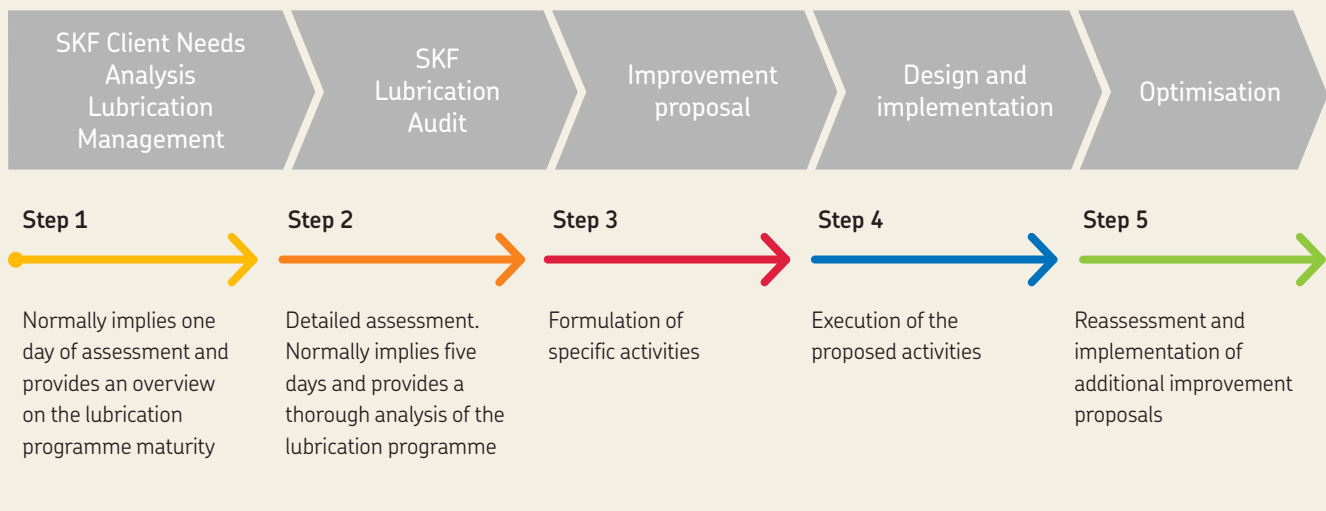 SKF Client Needs
Analysis
Lubrication
Management
SKF
Lubrication
Audit
Improvement
proposal
Design and
implementation
Optimisation
Step 1
Normally implies one
day of assessment and
provides an overview
on the lubrication
programme maturity
Step 2
Detailed assessment.
Normally implies five
days and provides a
thorough analysis of the
lubrication programme
Step 3
Formulation of
specific activities
Step 4
Execution of the
proposed activities
Step 5
Reassessment and
implementation of
additional improvement
proposals